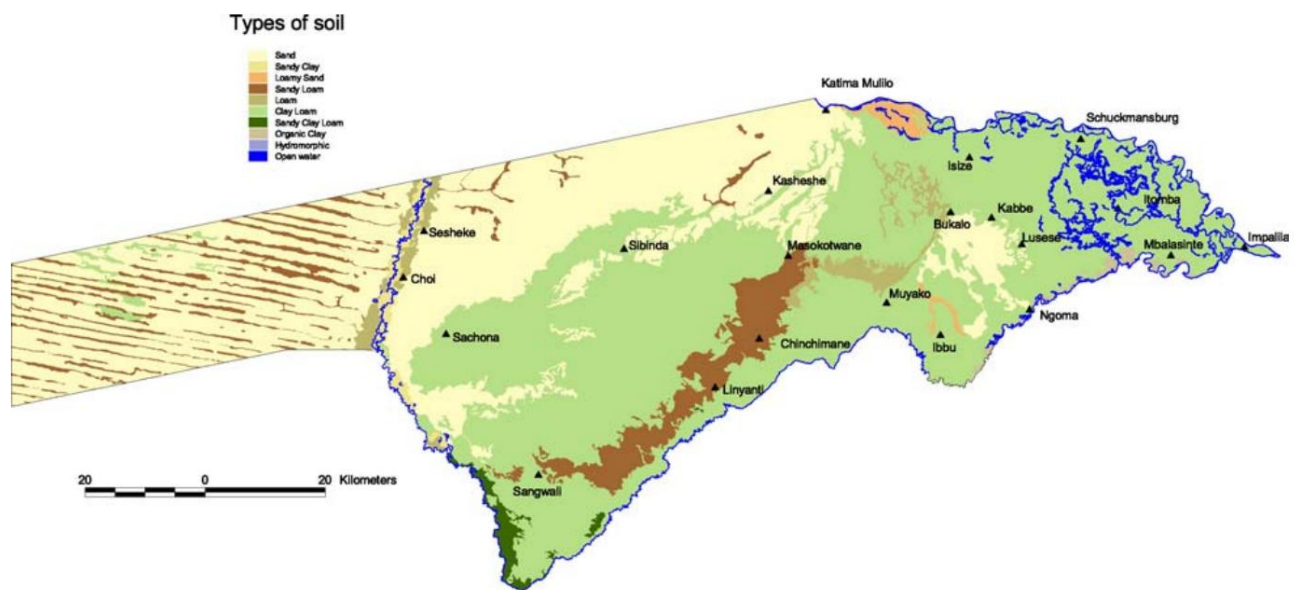 Types of soil
Sand
Sandy Clay
Loamy Sand
Sandy Loam
Loam
Clay Loam
Sandy Clay Loam
Organic Clay
Hydromorphic
Open water
Katima Mulilo
Schuckmansburg
Isize
Kasheshe
Itomba
Bukalo
Kabbe
Sesheke
Sibinda
Masokotwane
Lusese
Impalila
Mbalasinte
Choi
Muyako
Ngoma
Sachona
Chinchimane
Ibbu
Linyanti
20 0 20 Kilometers
Sangwali